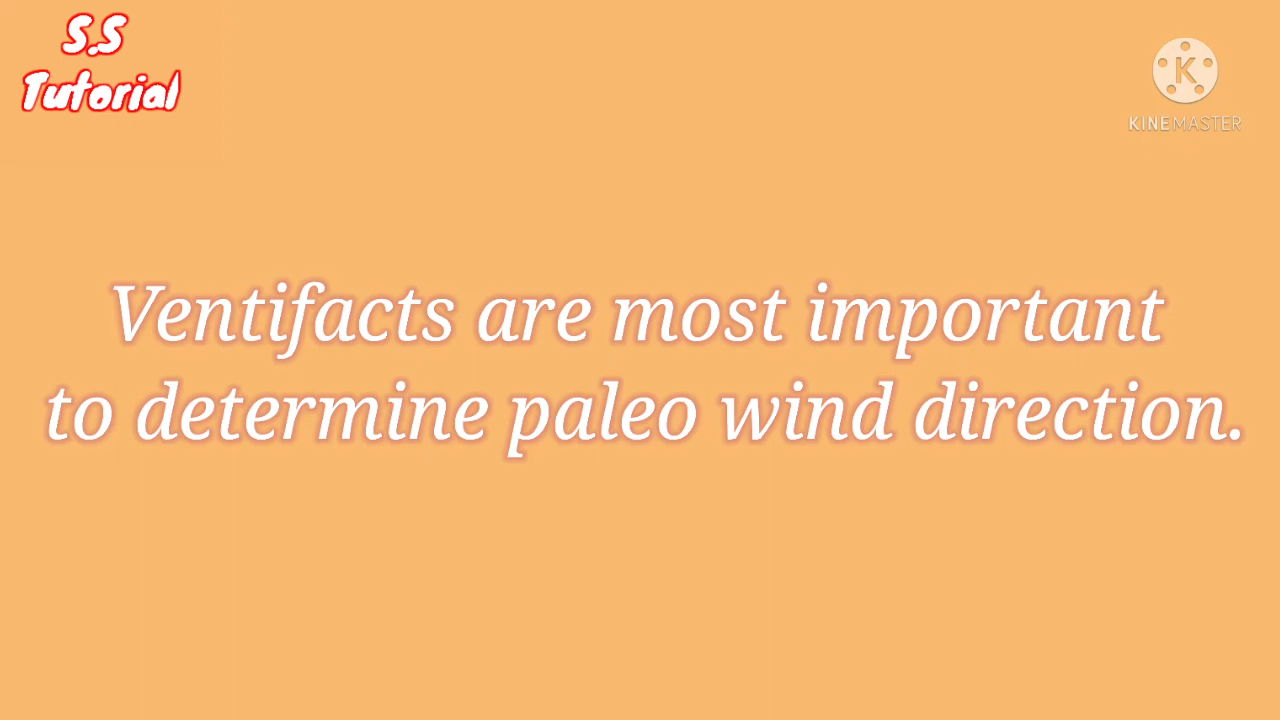 S.S
Tutorial
K
KINEMASTER
Ventifacts are most important
to determine paleo wind direction.